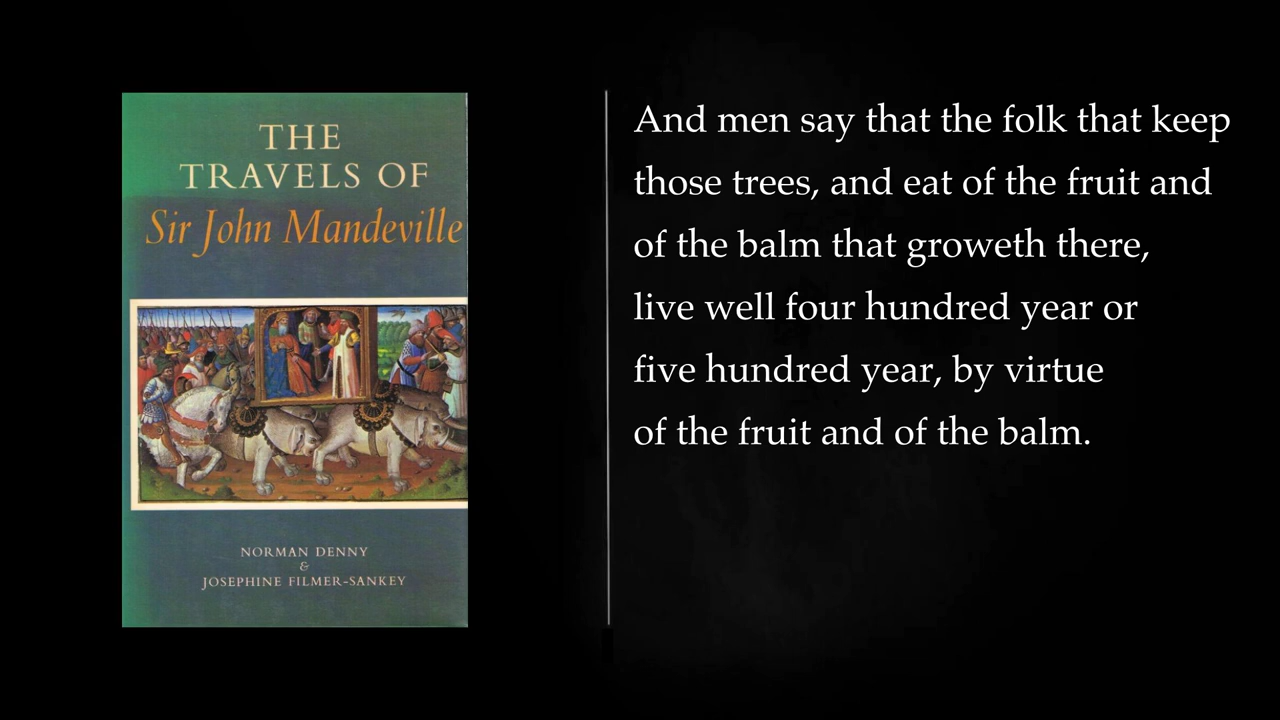 THE
TRAVELS OF
Sir John Mandeville
NORMAN DENNY
&
JOSEPHINE FILMER-SANKEY
And men say that the folk that keep
those trees, and eat of the fruit and
of the balm that groweth there,
live well four hundred year or
five hundred year, by virtue
of the fruit and of the balm.